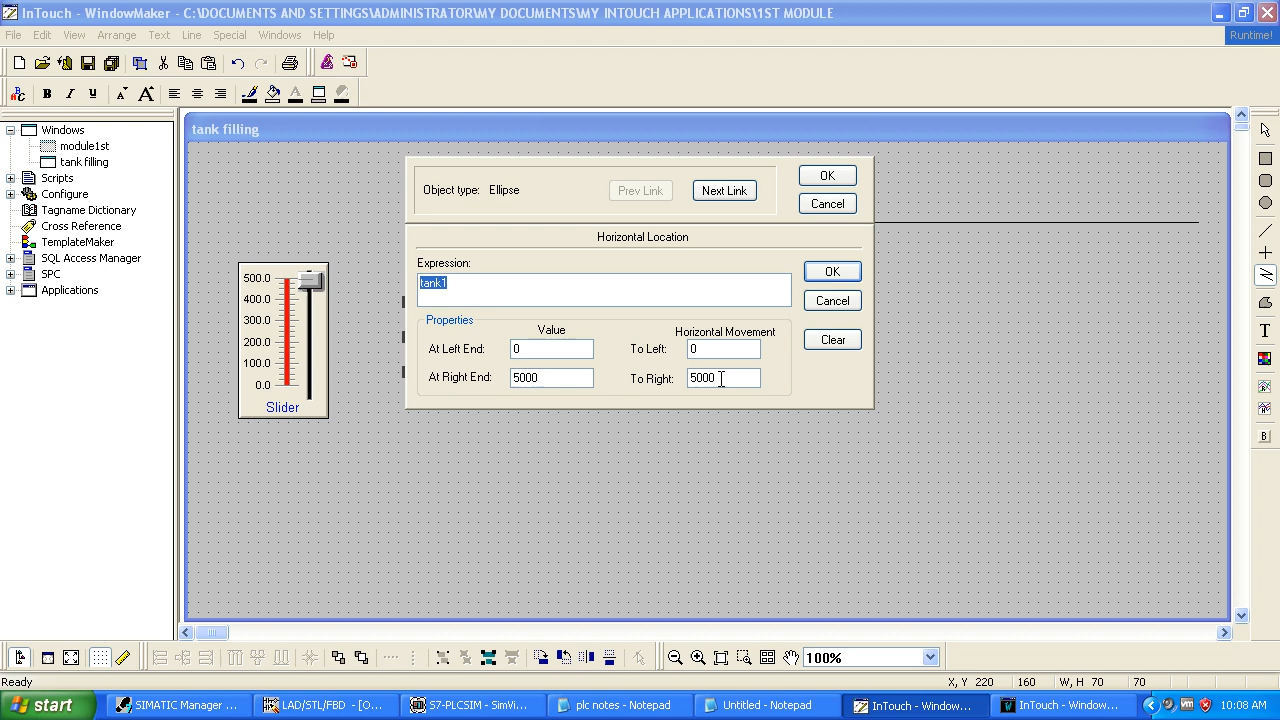 InTouch - WindowMaker - C:\DOCUMENTS AND SETTINGS\ADMINISTRATOR\MY DOCUMENTS\MY INTOUCH APPLICATIONS\1ST MODULE
File Edit View Arrange Text Line Special Windows Help
Runtime!
B I U A A A
Windows
module1st
tank filling
Scripts
Configure
Tagname Dictionary
Cross Reference
TemplateMaker
SQL Access Manager
SPC
Applications
tank filling
500.0
400.0
300.0
200.0
100.0
0.0
Slider
Object type: Ellipse
Prev Link
Next Link
OK
Cancel
Horizontal Location
Expression:
tank1
OK
Cancel
Clear
Properties
Value
Horizontal Movement
At Left End: 0
To Left: 0
At Right End: 5000
To Right: 5000
T
B
100%
Ready
X, Y 220 160 W, H 70 70
start
SIMATIC Manager ...
LAD/STL/FBD - [O...
S7-PLCSIM - SimVi...
plc notes - Notepad
Untitled - Notepad
InTouch - Window...
InTouch - Window...
10:08 AM